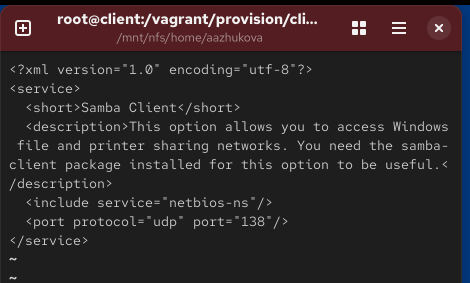 root@client:/vagrant/provision/cli...
/mnt/nfs/home/aazhukova
<?xml version="1.0" encoding="utf-8"?>
<service>
  <short>Samba Client</short>
  <description>This option allows you to access Windows
 file and printer sharing networks. You need the samba-
client package installed for this option to be useful.<
/description>
  <include service="netbios-ns"/>
  <port protocol="udp" port="138"/>
</service>
~
~